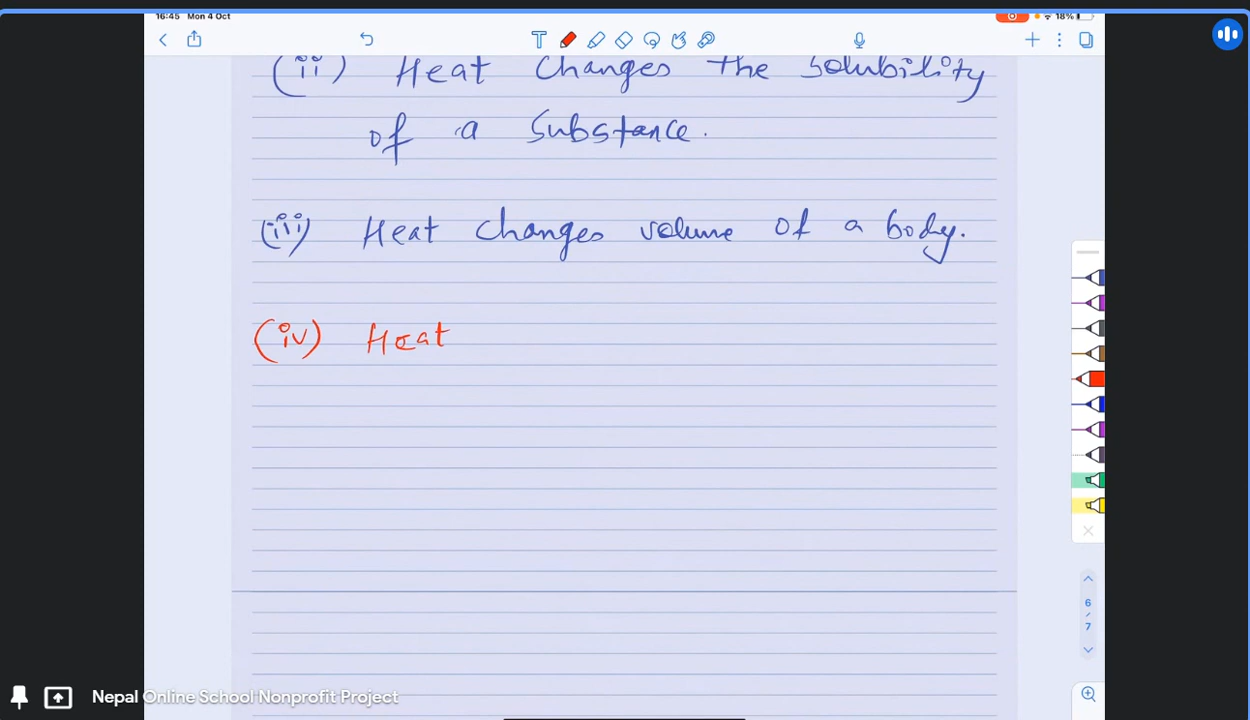 16:45 Mon 4 Oct
18%
T
(ii) Heat Changes the solubility
of a substance.
(iii) Heat changes volume of a body.
(iv) Heat
6
/
7
Nepal Online School Nonprofit Project